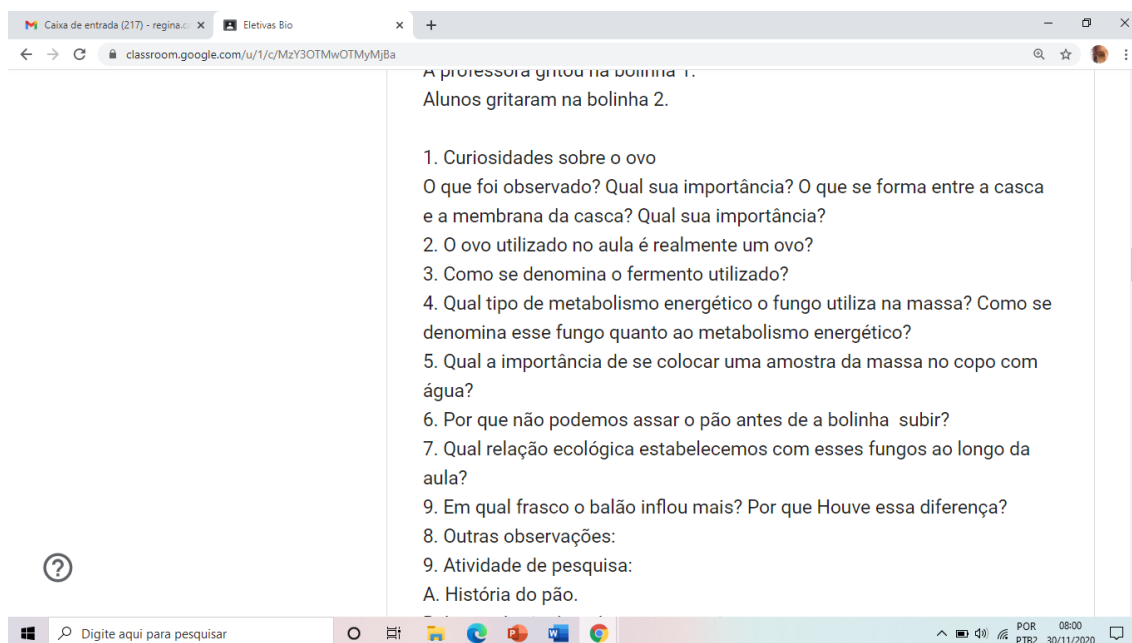 Caixa de entrada (217) - regina.c
Eletivas Bio
classroom.google.com/u/1/c/MzY3OTMwOTMyMjBa
A professora gritou na bolinha 1.
Alunos gritaram na bolinha 2.
1. Curiosidades sobre o ovo
O que foi observado? Qual sua importância? O que se forma entre a casca
e a membrana da casca? Qual sua importância?
2. O ovo utilizado no aula é realmente um ovo?
3. Como se denomina o fermento utilizado?
4. Qual tipo de metabolismo energético o fungo utiliza na massa? Como se
denomina esse fungo quanto ao metabolismo energético?
5. Qual a importância de se colocar uma amostra da massa no copo com
água?
6. Por que não podemos assar o pão antes de a bolinha  subir?
7. Qual relação ecológica estabelecemos com esses fungos ao longo da
aula?
9. Em qual frasco o balão inflou mais? Por que Houve essa diferença?
8. Outras observações:
9. Atividade de pesquisa:
A. História do pão.
Digite aqui para pesquisar
POR
PTB2
08:00
30/11/2020